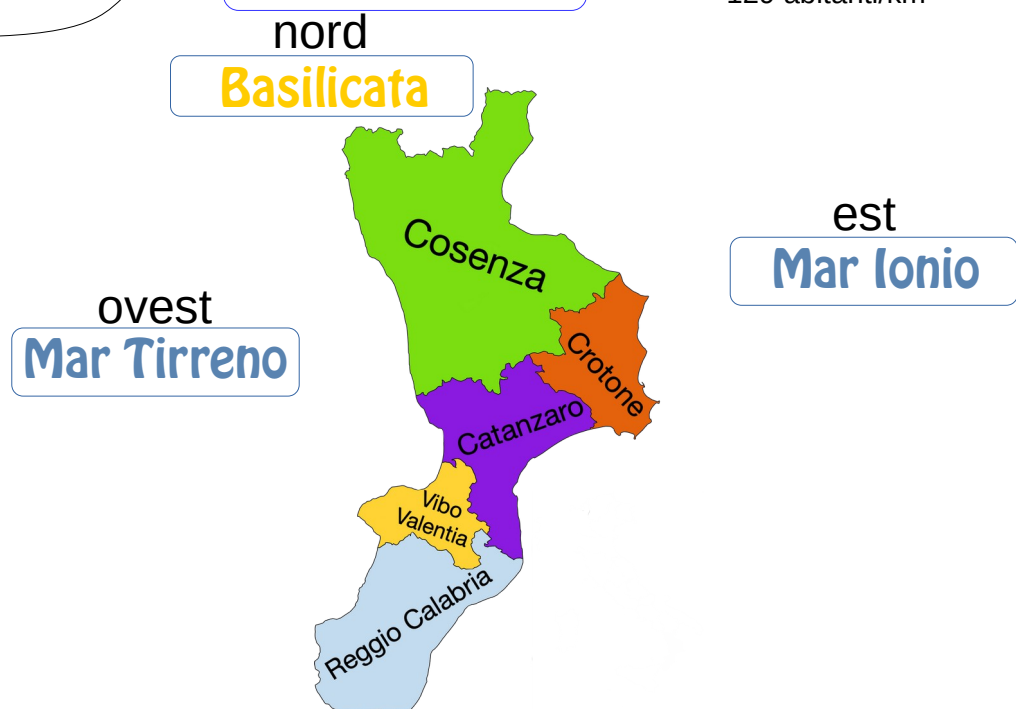 nord
Basilicata
est
Mar Ionio
ovest
Mar Tirreno
Cosenza
Crotone
Catanzaro
Vibo
Valentia
Reggio Calabria